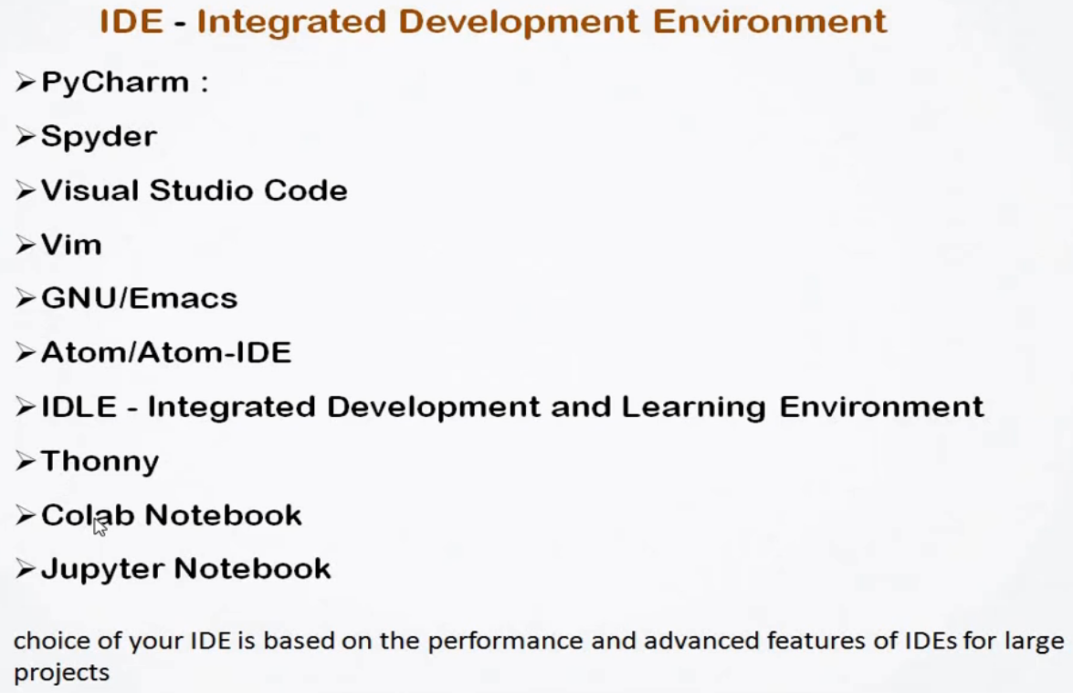 IDE - Integrated Development Environment
➢PyCharm :
➢Spyder
➢Visual Studio Code
➢Vim
➢GNU/Emacs
➢Atom/Atom-IDE
➢IDLE - Integrated Development and Learning Environment
➢Thonny
➢Colab Notebook
➢Jupyter Notebook
choice of your IDE is based on the performance and advanced features of IDEs for large
projects